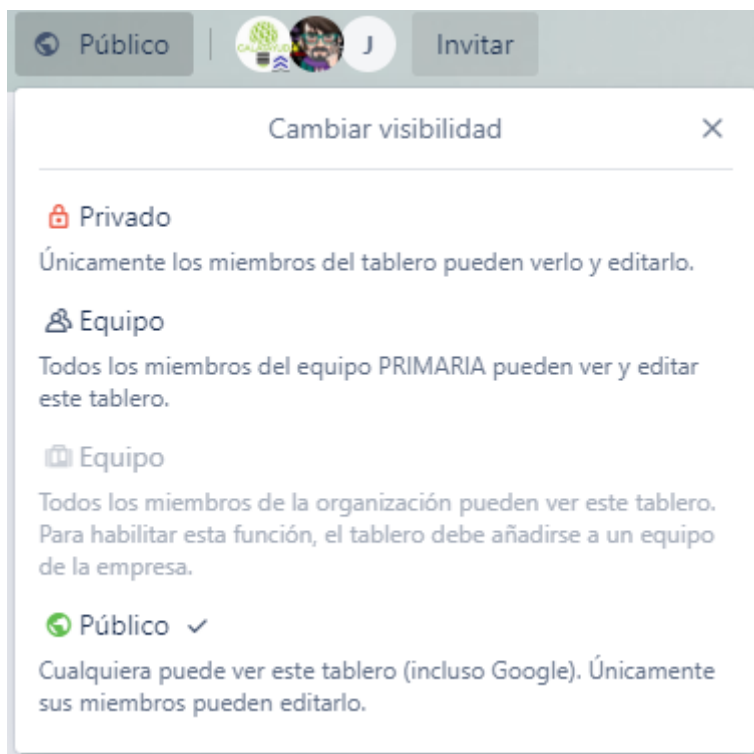 Público
J
Invitar
Cambiar visibilidad
Privado
Únicamente los miembros del tablero pueden verlo y editarlo.
Equipo
Todos los miembros del equipo PRIMARIA pueden ver y editar
este tablero.
Equipo
Todos los miembros de la organización pueden ver este tablero.
Para habilitar esta función, el tablero debe añadirse a un equipo
de la empresa.
Público
Cualquiera puede ver este tablero (incluso Google). Únicamente
sus miembros pueden editarlo.